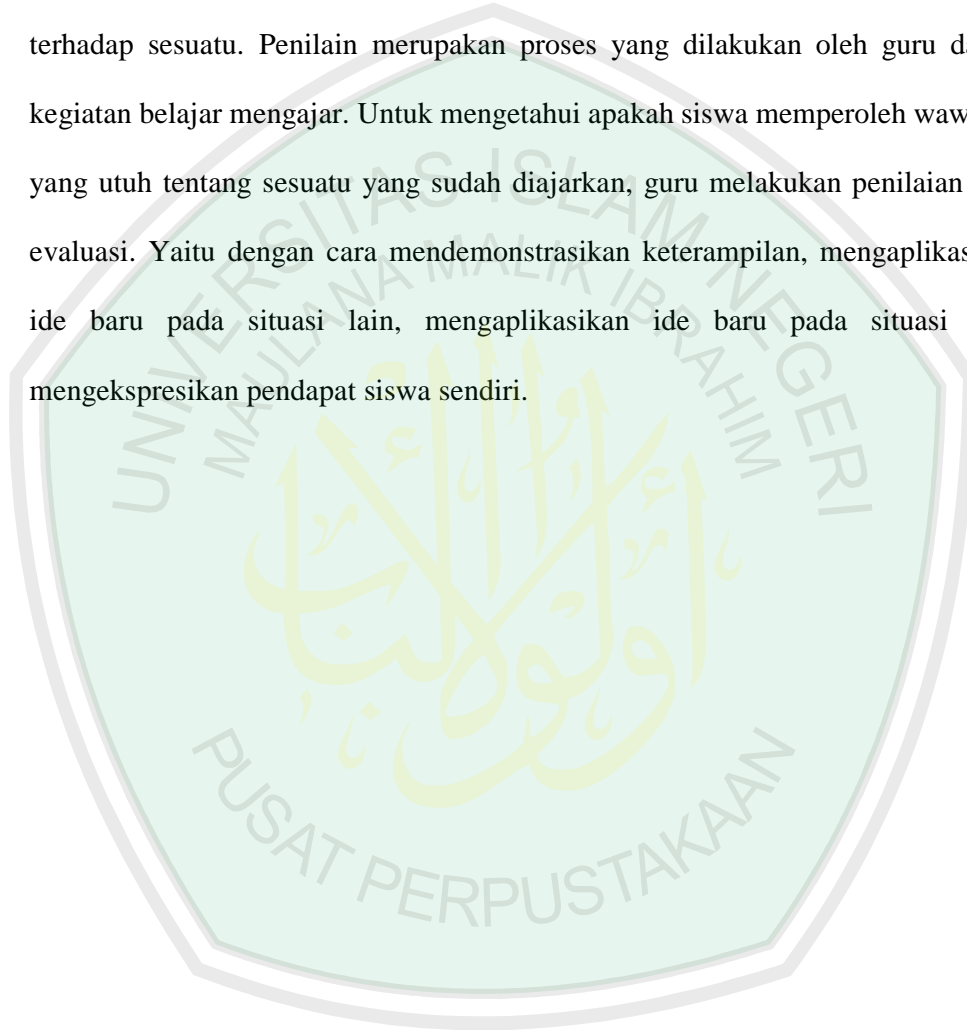 terhadap sesuatu. Penilain merupakan proses yang dilakukan oleh guru da
kegiatan belajar mengajar. Untuk mengetahui apakah siswa memperoleh waw
yang utuh tentang sesuatu yang sudah diajarkan, guru melakukan penilaian
evaluasi. Yaitu dengan cara mendemonstrasikan keterampilan, mengaplikas
ide baru pada situasi lain, mengaplikasikan ide baru pada situasi
mengekspresikan pendapat siswa sendiri.
UNIVERSITAS ISLAM NEGERI
MAULANA MALIK IBRAHIM
PUSAT PERPUSTAKAAN